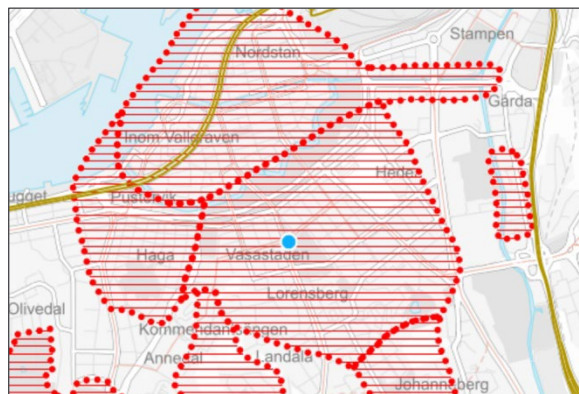 Stampen
Nordstan
Gårda
Inom Vallgraven
Heden
Pustervik
Haga
Vasastaden
Lorensberg
Olivedal
Kommendantsängen
Annedal
Landala
Johanneberg